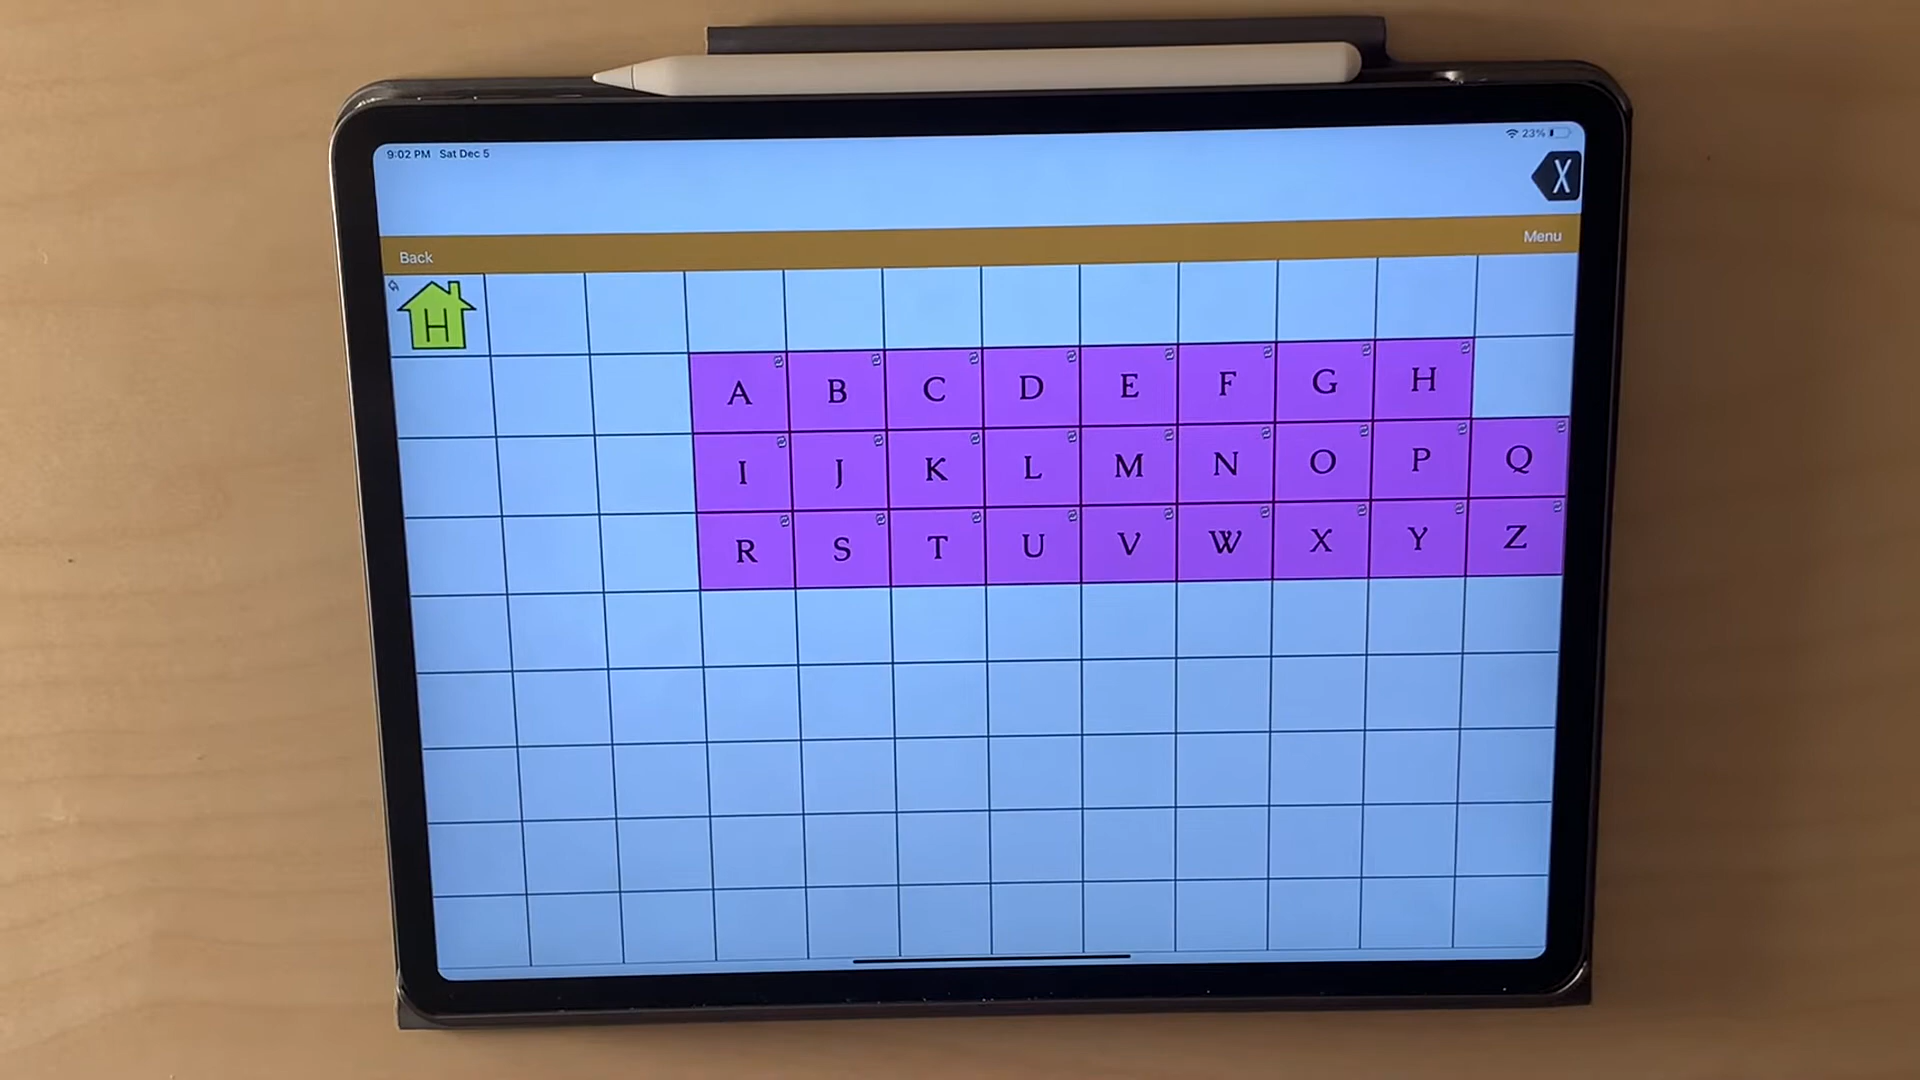 9:02 PM Sat Dec 5
23%
X
Back
Menu
H
A B C D E F G H
I J K L M N O P Q
R S T U V W X Y Z